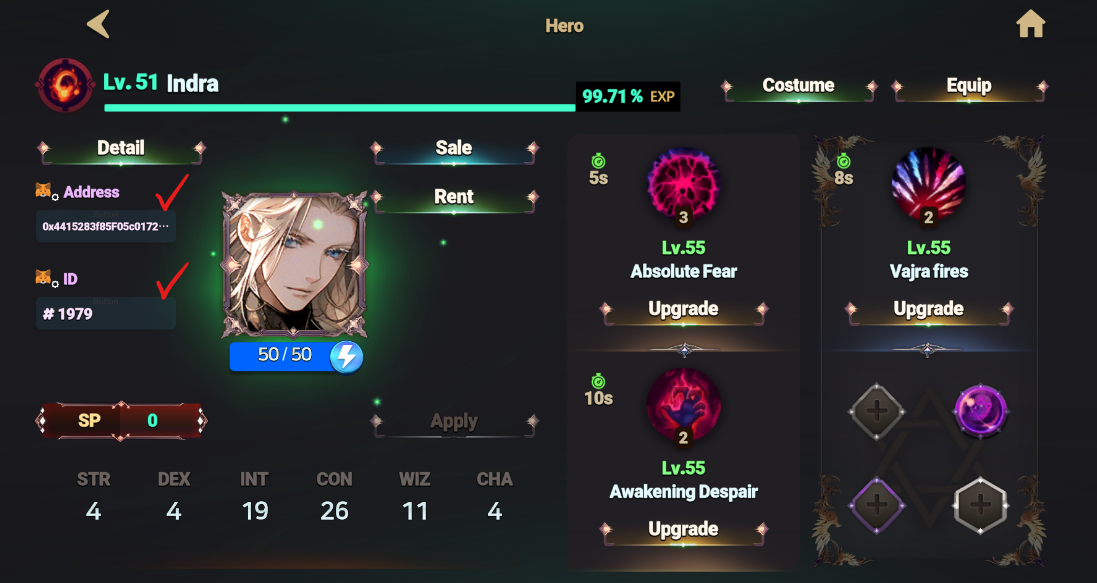 Hero
Lv. 51 Indra
99.71 % EXP
Costume
Equip
Detail
Address
0x4415283f85F05c0172···
ID
# 1979
Sale
Rent
50 / 50
SP 0
Apply
STR DEX INT CON WIZ CHA
4 4 19 26 11 4
5s
3
Lv.55
Absolute Fear
Upgrade
10s
2
Lv.55
Awakening Despair
Upgrade
8s
2
Lv.55
Vajra fires
Upgrade